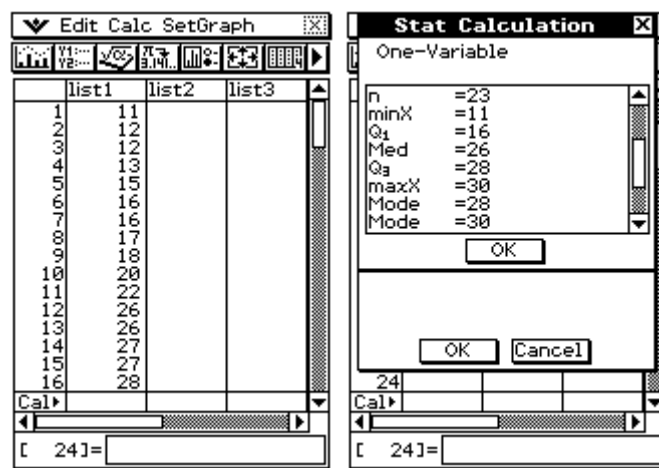 Edit Calc SetGraph
list1 list2 list3
1 11
2 12
3 12
4 13
5 15
6 16
7 16
8 17
9 18
10 20
11 22
12 26
13 26
14 27
15 27
16 28
Cal
[ 24]=
Stat Calculation
One-Variable
n =23
minX =11
Q₁ =16
Med =26
Q₃ =28
maxX =30
Mode =28
Mode =30
OK
OK Cancel
24
Cal
[ 24]=